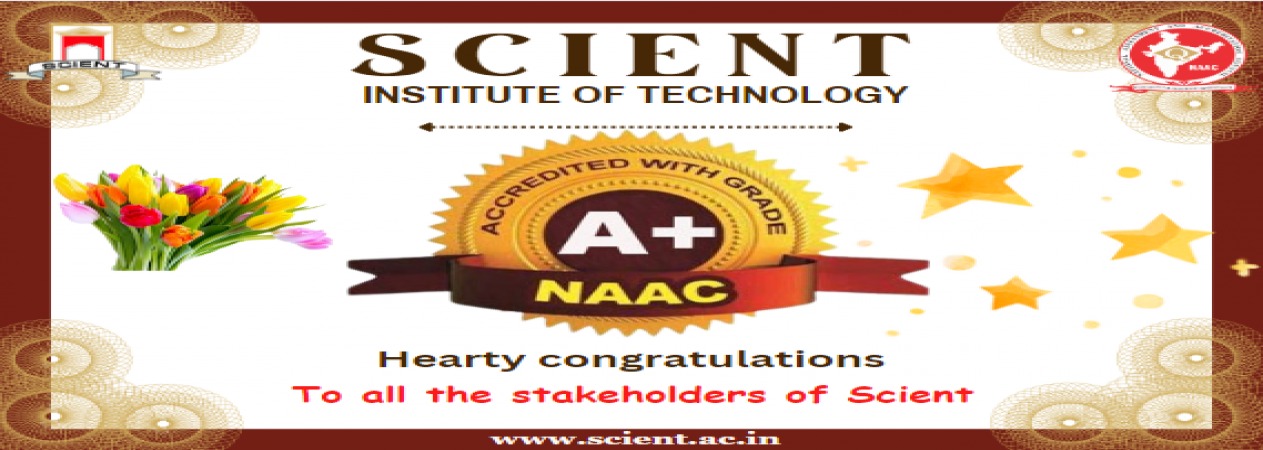 SCIENT
SCIENT
INSTITUTE OF TECHNOLOGY
NAAC
ACCREDITED WITH GRADE
A+
NAAC
Hearty congratulations
To all the stakeholders of Scient
www.scient.ac.in